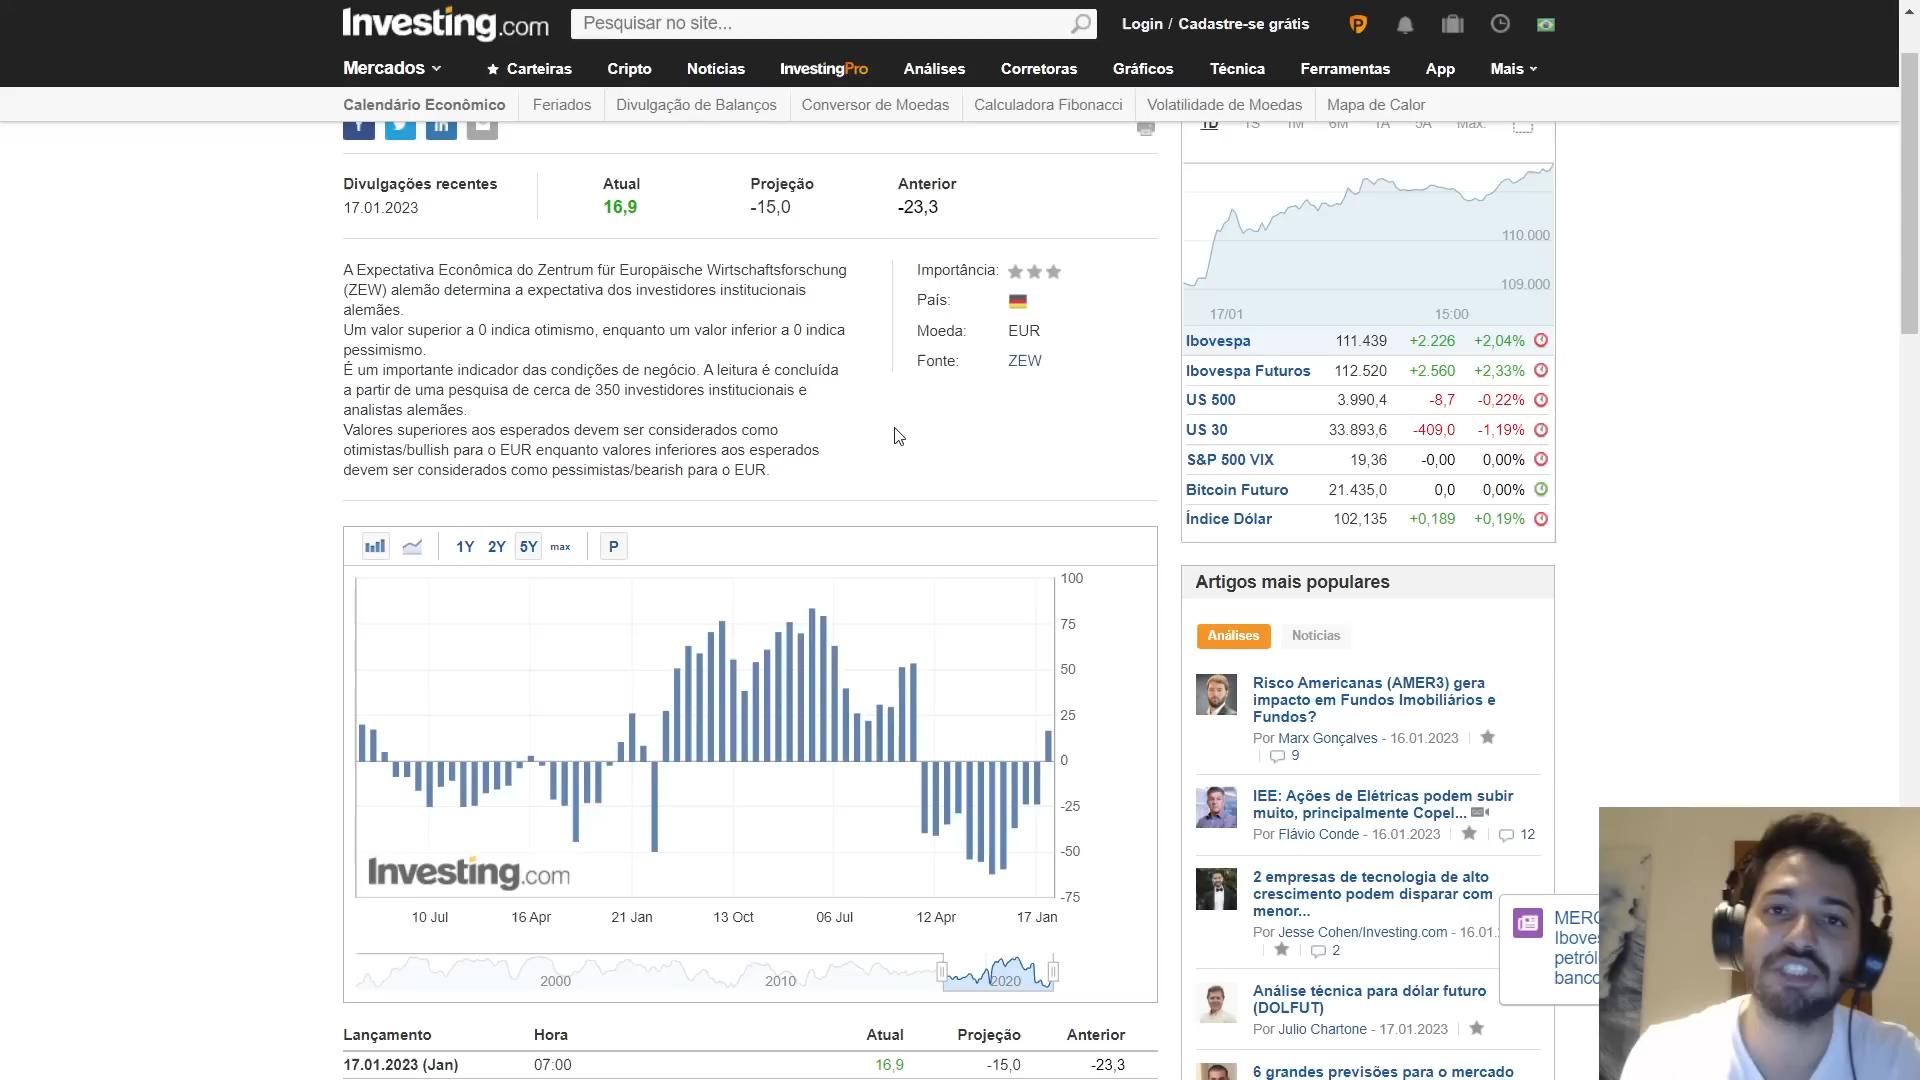 Investing.com
Pesquisar no site...
Login / Cadastre-se grátis
Mercados
Carteiras
Cripto
Notícias
InvestingPro
Análises
Corretoras
Gráficos
Técnica
Ferramentas
App
Mais
Calendário Econômico
Feriados
Divulgação de Balanços
Conversor de Moedas
Calculadora Fibonacci
Volatilidade de Moedas
Mapa de Calor
Divulgações recentes
17.01.2023
Atual
16,9
Projeção
-15,0
Anterior
-23,3
A Expectativa Econômica do Zentrum für Europäische Wirtschaftsforschung
(ZEW) alemão determina a expectativa dos investidores institucionais
alemães.
Um valor superior a 0 indica otimismo, enquanto um valor inferior a 0 indica
pessimismo.
É um importante indicador das condições de negócio. A leitura é concluída
a partir de uma pesquisa de cerca de 350 investidores institucionais e
analistas alemães.
Valores superiores aos esperados devem ser considerados como
otimistas/bullish para o EUR enquanto valores inferiores aos esperados
devem ser considerados como pessimistas/bearish para o EUR.
Importância:
País:
Moeda: EUR
Fonte: ZEW
1Y 2Y 5Y max P
100
75
50
25
0
-25
-50
-75
Investing.com
10 Jul 16 Apr 21 Jan 13 Oct 06 Jul 12 Apr 17 Jan
2000 2010 2020
Lançamento Hora Atual Projeção Anterior
17.01.2023 (Jan) 07:00 16,9 -15,0 -23,3
1D 1S 1M 6M 1A 5A Máx.
110.000
109.000
17/01 15:00
Ibovespa 111.439 +2.226 +2,04%
Ibovespa Futuros 112.520 +2.560 +2,33%
US 500 3.990,4 -8,7 -0,22%
US 30 33.893,6 -409,0 -1,19%
S&P 500 VIX 19,36 -0,00 0,00%
Bitcoin Futuro 21.435,0 0,0 0,00%
Índice Dólar 102,135 +0,189 +0,19%
Artigos mais populares
Análises Noticias
Risco Americanas (AMER3) gera
impacto em Fundos Imobiliários e
Fundos?
Por Marx Gonçalves - 16.01.2023
9
IEE: Ações de Elétricas podem subir
muito, principalmente Copel...
Por Flávio Conde - 16.01.2023
12
2 empresas de tecnologia de alto
crescimento podem disparar com
menor...
Por Jesse Cohen/Investing.com - 16.01.
2
Análise técnica para dólar futuro
(DOLFUT)
Por Julio Chartone - 17.01.2023
6 grandes previsões para o mercado
MERC
Iboves
petról
banco